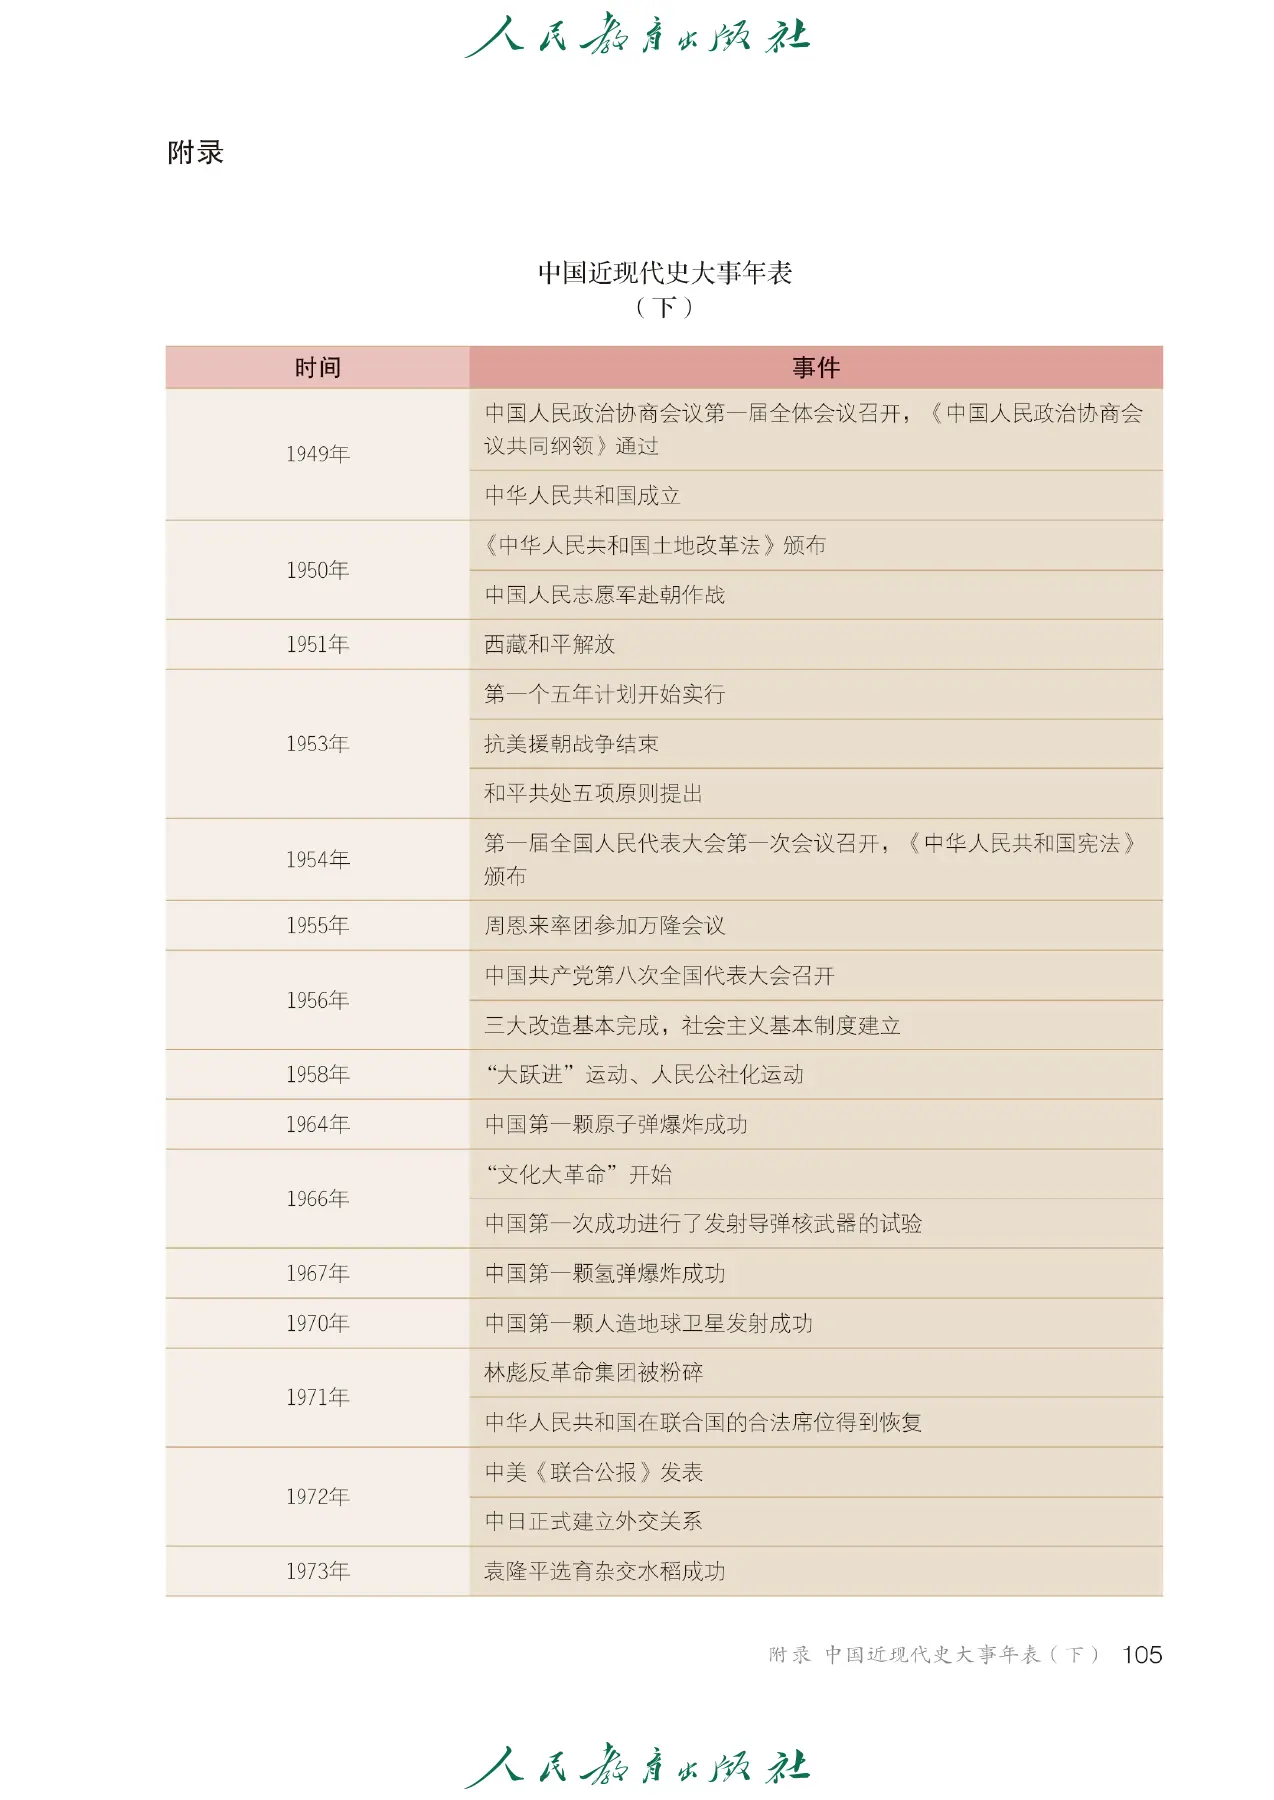 人民教育出版社
附录
中国近现代史大事年表
（下）
时间
事件
1949年
中国人民政治协商会议第一届全体会议召开，《中国人民政治协商会
议共同纲领》通过
中华人民共和国成立
1950年
《中华人民共和国土地改革法》颁布
中国人民志愿军赴朝作战
1951年
西藏和平解放
1953年
第一个五年计划开始实行
抗美援朝战争结束
和平共处五项原则提出
1954年
第一届全国人民代表大会第一次会议召开，《中华人民共和国宪法》
颁布
1955年
周恩来率团参加万隆会议
1956年
中国共产党第八次全国代表大会召开
三大改造基本完成，社会主义基本制度建立
1958年
“大跃进”运动、人民公社化运动
1964年
中国第一颗原子弹爆炸成功
1966年
“文化大革命”开始
中国第一次成功进行了发射导弹核武器的试验
1967年
中国第一颗氢弹爆炸成功
1970年
中国第一颗人造地球卫星发射成功
1971年
林彪反革命集团被粉碎
中华人民共和国在联合国的合法席位得到恢复
1972年
中美《联合公报》发表
中日正式建立外交关系
1973年
袁隆平选育杂交水稻成功
附录 中国近现代史大事年表（下） 105
人民教育出版社